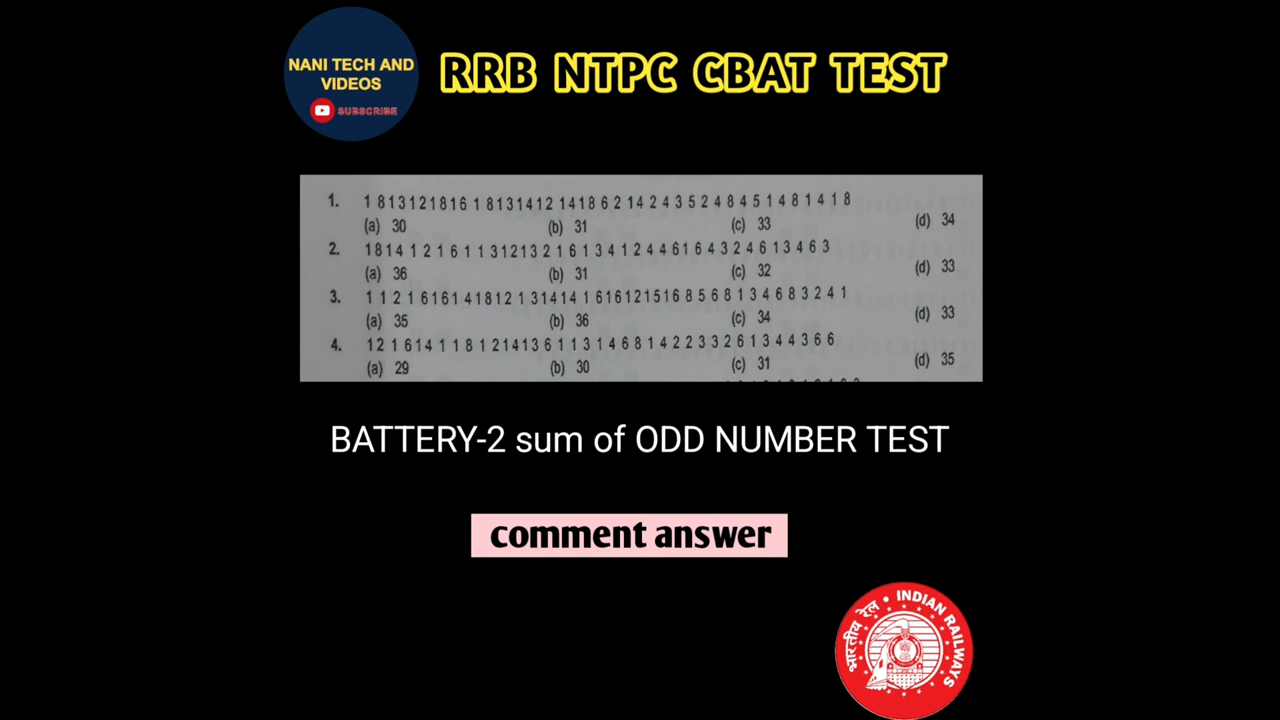 NANI TECH AND
VIDEOS
SUBSCRIBE
RRB NTPC CBAT TEST
1. 1 8 1 3 1 2 1 8 1 6 1 8 1 3 1 4 1 2 1 4 1 8 6 2 1 4 2 4 3 5 2 4 8 4 5 1 4 8 1 4 1 8
(a) 30 (b) 31 (c) 33 (d) 34
2. 1 8 1 4 1 2 1 6 1 1 3 1 2 1 3 2 1 6 1 3 4 1 2 4 4 6 1 6 4 3 2 4 6 1 3 4 6 3
(a) 36 (b) 31 (c) 32 (d) 33
3. 1 1 2 1 6 1 6 1 4 1 8 1 2 1 3 1 4 1 4 1 6 1 6 1 2 1 5 1 6 8 5 6 8 1 3 4 6 8 3 2 4 1
(a) 35 (b) 36 (c) 34 (d) 33
4. 1 2 1 6 1 4 1 1 8 1 2 1 4 1 3 6 1 1 3 1 4 6 8 1 4 2 2 3 3 2 6 1 3 4 4 3 6 6
(a) 29 (b) 30 (c) 31 (d) 35
BATTERY-2 sum of ODD NUMBER TEST
comment answer
भारतीय रेल • INDIAN RAILWAYS